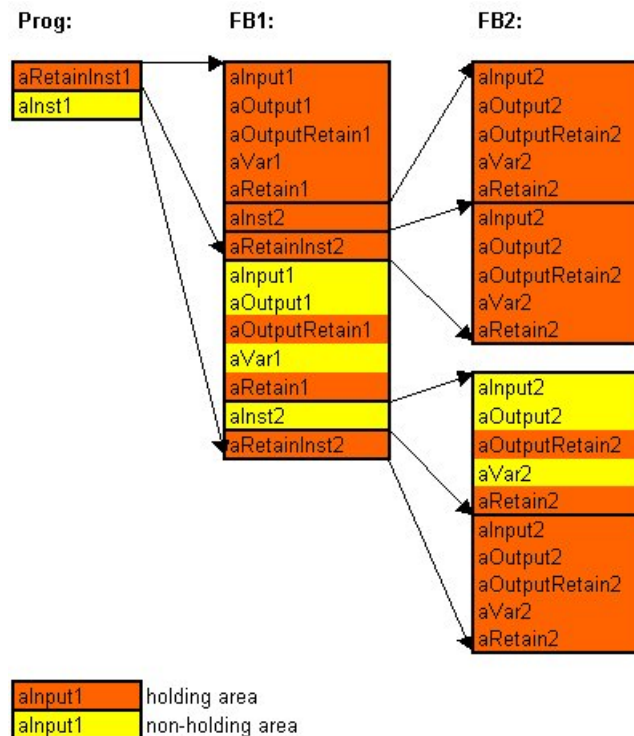 Prog:
FB1:
FB2:
aRetainInst1
aInst1
aInput1
aOutput1
aOutputRetain1
aVar1
aRetain1
aInst2
aRetainInst2
aInput1
aOutput1
aOutputRetain1
aVar1
aRetain1
aInst2
aRetainInst2
aInput2
aOutput2
aOutputRetain2
aVar2
aRetain2
aInput2
aOutput2
aOutputRetain2
aVar2
aRetain2
aInput2
aOutput2
aOutputRetain2
aVar2
aRetain2
aInput2
aOutput2
aOutputRetain2
aVar2
aRetain2
aInput1 holding area
aInput1 non-holding area